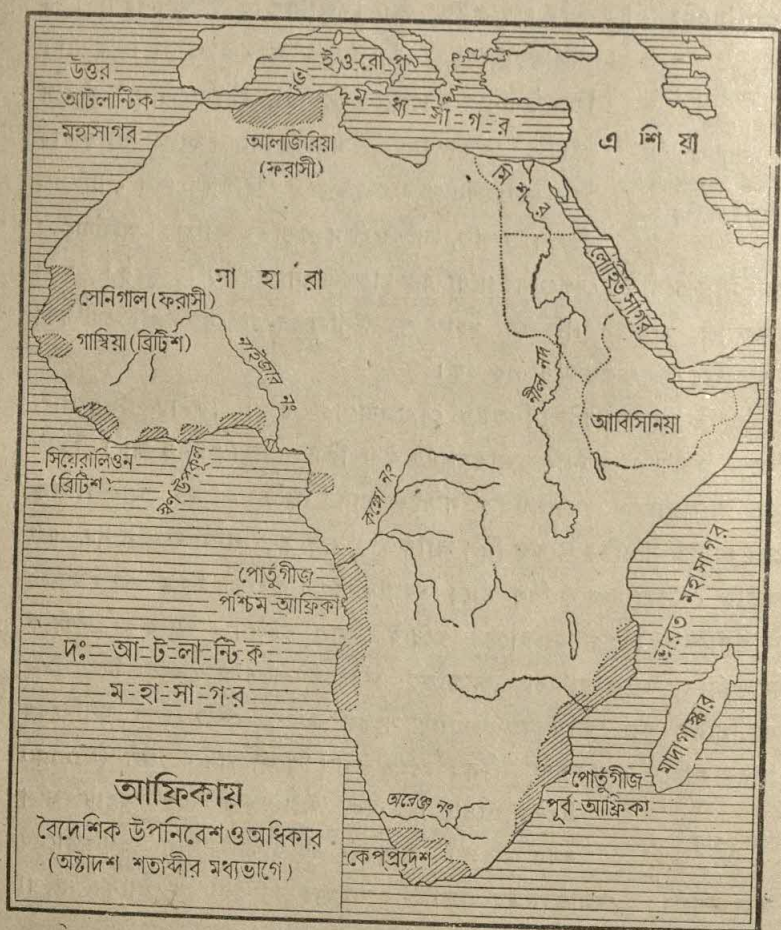 উত্তর
আটলান্টিক
মহাসাগর
ইওরোপ
ভূমধ্যসাগর
এশিয়া
আলজিরিয়া
(ফরাসী)
মিশর
লোহিত সাগর
সাহারা
সেনিগাল (ফরাসী)
গাম্বিয়া (ব্রিটিশ)
নাইজার নঃ
নীল নদ
আবিসিনিয়া
সিয়েরালিওন
(ব্রিটিশ)
স্বর্ণ উপকূল
কঙ্গো নঃ
পোর্তুগীজ
পশ্চিম-আফ্রিকা
ভারত মহাসাগর
দঃ আটলান্টিক
মহাসাগর
মাদাগাস্কার
পোর্তুগীজ
পূর্ব আফ্রিকা
অরেঞ্জ নঃ
কেপপ্রদেশ
আফ্রিকায়
বৈদেশিক উপনিবেশ ও অধিকার
(অষ্টাদশ শতাব্দীর মধ্যভাগে)